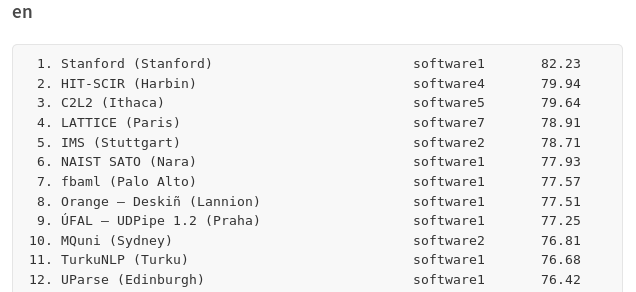 en
1. Stanford (Stanford) software1 82.23
2. HIT-SCIR (Harbin) software4 79.94
3. C2L2 (Ithaca) software5 79.64
4. LATTICE (Paris) software7 78.91
5. IMS (Stuttgart) software2 78.71
6. NAIST SATO (Nara) software1 77.93
7. fbaml (Palo Alto) software1 77.57
8. Orange – Deskiñ (Lannion) software1 77.51
9. ÚFAL – UDPipe 1.2 (Praha) software1 77.25
10. MQuni (Sydney) software2 76.81
11. TurkuNLP (Turku) software1 76.68
12. UParse (Edinburgh) software1 76.42